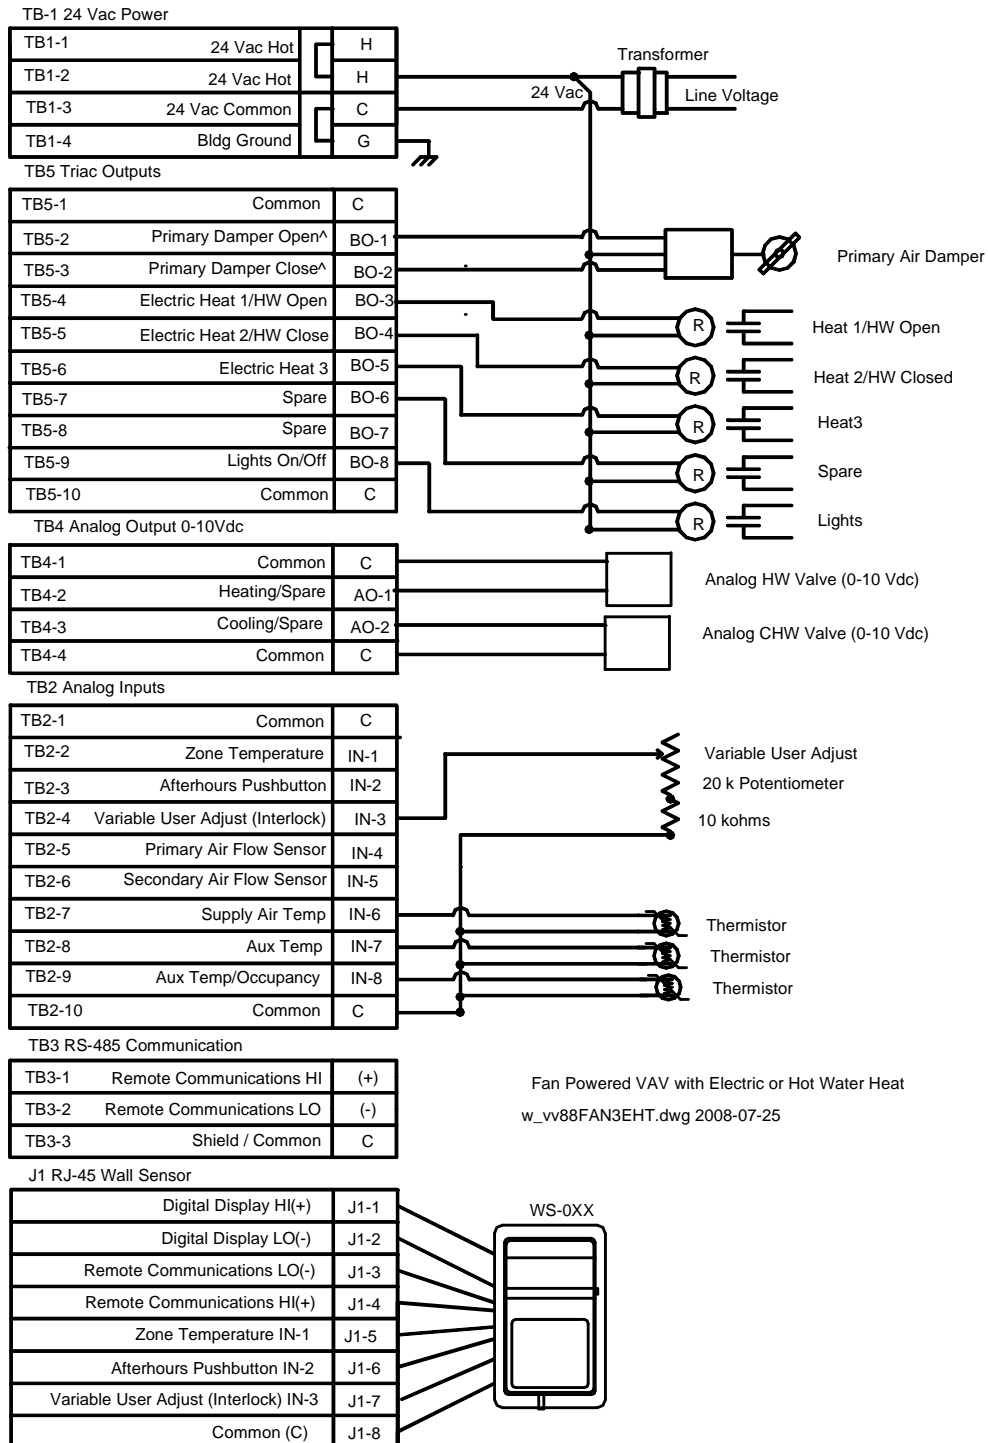 TB-1 24 Vac Power
TB1-1 24 Vac Hot H
TB1-2 24 Vac Hot H
TB1-3 24 Vac Common C
TB1-4 Bldg Ground G
Transformer
24 Vac
Line Voltage
TB5 Triac Outputs
TB5-1 Common C
TB5-2 Primary Damper Open^ BO-1
TB5-3 Primary Damper Close^ BO-2
TB5-4 Electric Heat 1/HW Open BO-3
TB5-5 Electric Heat 2/HW Close BO-4
TB5-6 Electric Heat 3 BO-5
TB5-7 Spare BO-6
TB5-8 Spare BO-7
TB5-9 Lights On/Off BO-8
TB5-10 Common C
Primary Air Damper
R Heat 1/HW Open
R Heat 2/HW Closed
R Heat3
R Spare
R Lights
TB4 Analog Output 0-10Vdc
TB4-1 Common C
TB4-2 Heating/Spare AO-1
TB4-3 Cooling/Spare AO-2
TB4-4 Common C
Analog HW Valve (0-10 Vdc)
Analog CHW Valve (0-10 Vdc)
TB2 Analog Inputs
TB2-1 Common C
TB2-2 Zone Temperature IN-1
TB2-3 Afterhours Pushbutton IN-2
TB2-4 Variable User Adjust (Interlock) IN-3
TB2-5 Primary Air Flow Sensor IN-4
TB2-6 Secondary Air Flow Sensor IN-5
TB2-7 Supply Air Temp IN-6
TB2-8 Aux Temp IN-7
TB2-9 Aux Temp/Occupancy IN-8
TB2-10 Common C
Variable User Adjust
20 k Potentiometer
10 kohms
Thermistor
Thermistor
Thermistor
TB3 RS-485 Communication
TB3-1 Remote Communications HI (+)
TB3-2 Remote Communications LO (-)
TB3-3 Shield / Common C
Fan Powered VAV with Electric or Hot Water Heat
w_vv88FAN3EHT.dwg 2008-07-25
J1 RJ-45 Wall Sensor
Digital Display HI(+) J1-1
Digital Display LO(-) J1-2
Remote Communications LO(-) J1-3
Remote Communications HI(+) J1-4
Zone Temperature IN-1 J1-5
Afterhours Pushbutton IN-2 J1-6
Variable User Adjust (Interlock) IN-3 J1-7
Common (C) J1-8
WS-0XX